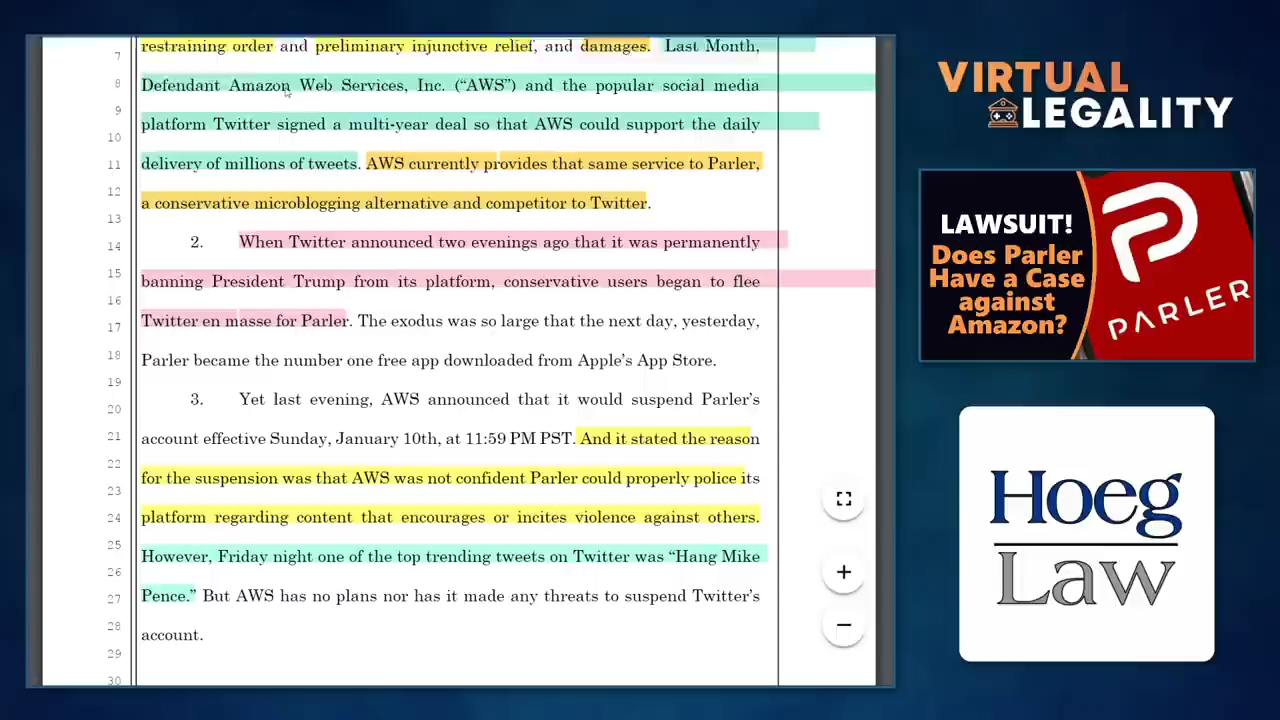 restraining order and preliminary injunctive relief, and damages. Last Month,
7
8
Defendant Amazon Web Services, Inc. (“AWS”) and the popular social media
9
platform Twitter signed a multi-year deal so that AWS could support the daily
10
delivery of millions of tweets. AWS currently provides that same service to Parler,
11
12
a conservative microblogging alternative and competitor to Twitter.
13
14
2. When Twitter announced two evenings ago that it was permanently
15
banning President Trump from its platform, conservative users began to flee
16
17
Twitter en masse for Parler. The exodus was so large that the next day, yesterday,
18
Parler became the number one free app downloaded from Apple’s App Store.
19
20
3. Yet last evening, AWS announced that it would suspend Parler’s
21
account effective Sunday, January 10th, at 11:59 PM PST. And it stated the reason
22
for the suspension was that AWS was not confident Parler could properly police its
23
24
platform regarding content that encourages or incites violence against others.
25
However, Friday night one of the top trending tweets on Twitter was “Hang Mike
26
27
Pence.” But AWS has no plans nor has it made any threats to suspend Twitter’s
28
account.
29
30
VIRTUAL
LEGALITY
LAWSUIT!
Does Parler
Have a Case
against
Amazon?
PARLER
Hoeg
Law